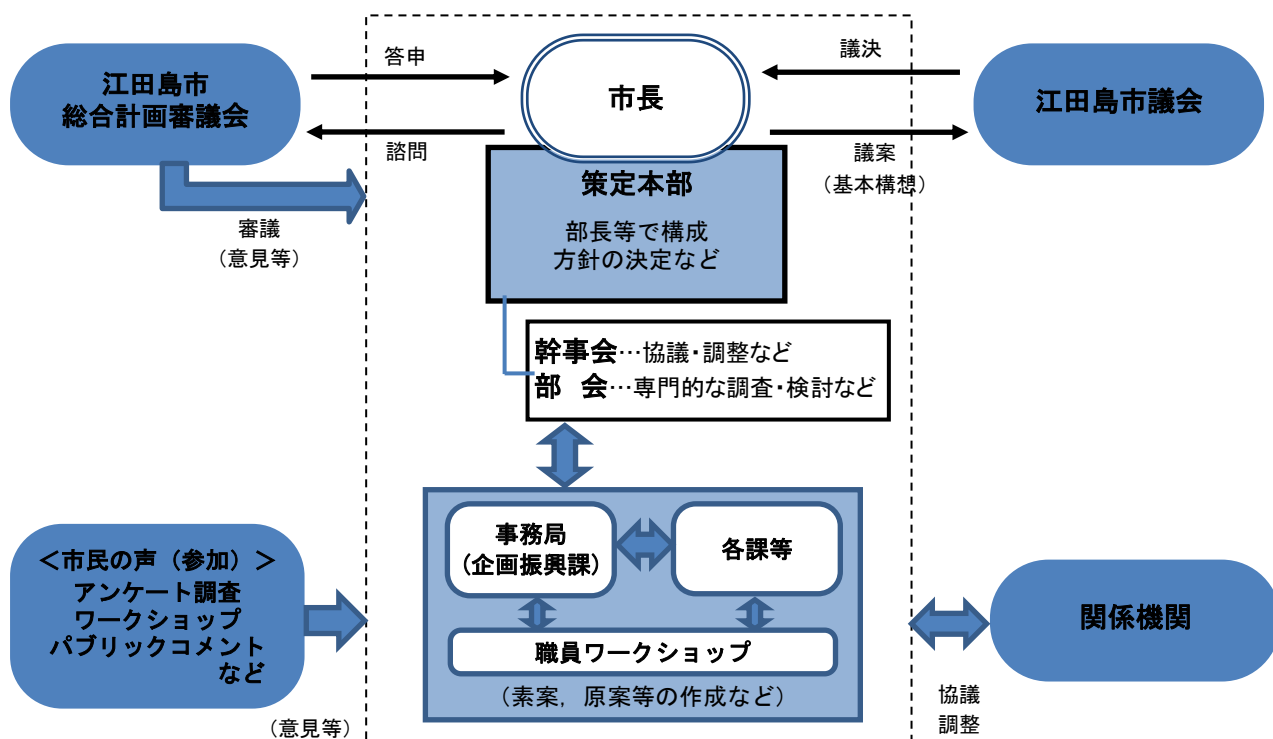 江田島市
総合計画審議会
答申
諮問
審議
（意見等）
市長
議決
議案
（基本構想）
江田島市議会
策定本部
部長等で構成
方針の決定など
幹事会…協議・調整など
部　会…専門的な調査・検討など
事務局
（企画振興課）
各課等
職員ワークショップ
（素案，原案等の作成など）
＜市民の声（参加）＞
アンケート調査
ワークショップ
パブリックコメント
など
（意見等）
関係機関
協議
調整